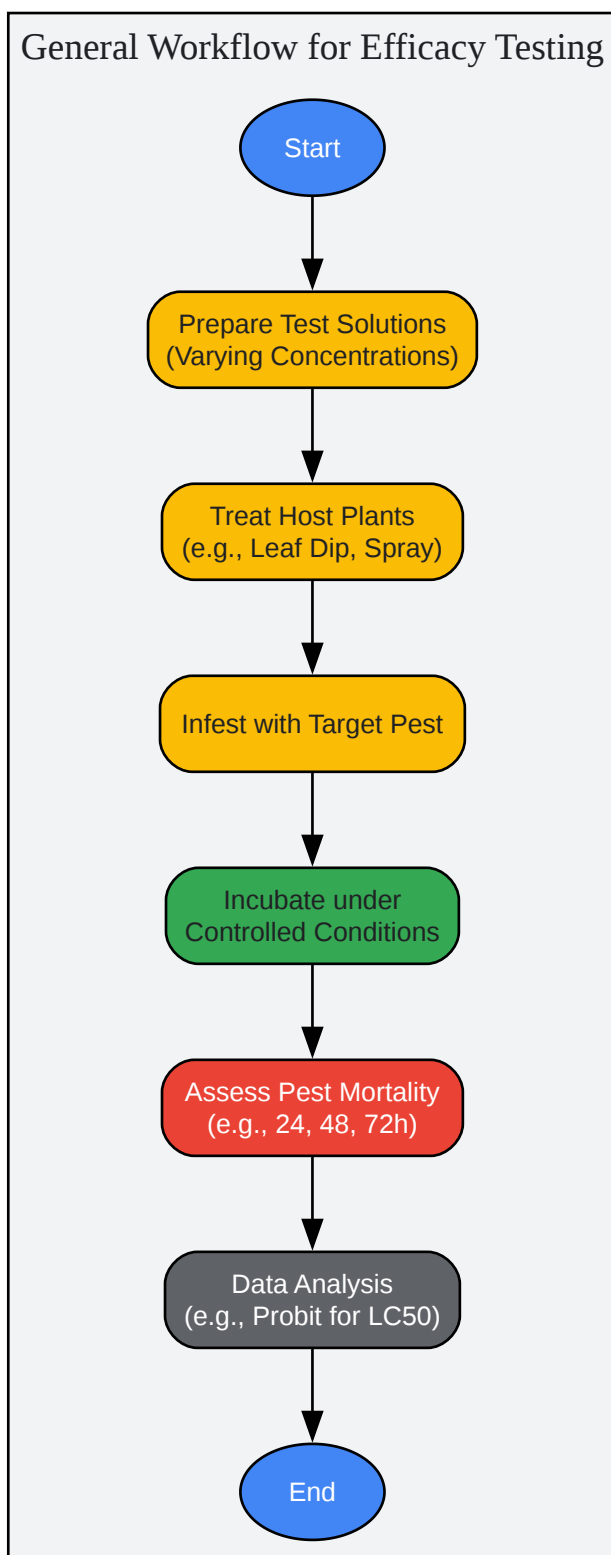 General Workflow for Efficacy Testing
Start
Prepare Test Solutions
(Varying Concentrations)
Treat Host Plants
(e.g., Leaf Dip, Spray)
Infest with Target Pest
Incubate under
Controlled Conditions
Assess Pest Mortality
(e.g., 24, 48, 72h)
Data Analysis
(e.g., Probit for LC50)
End